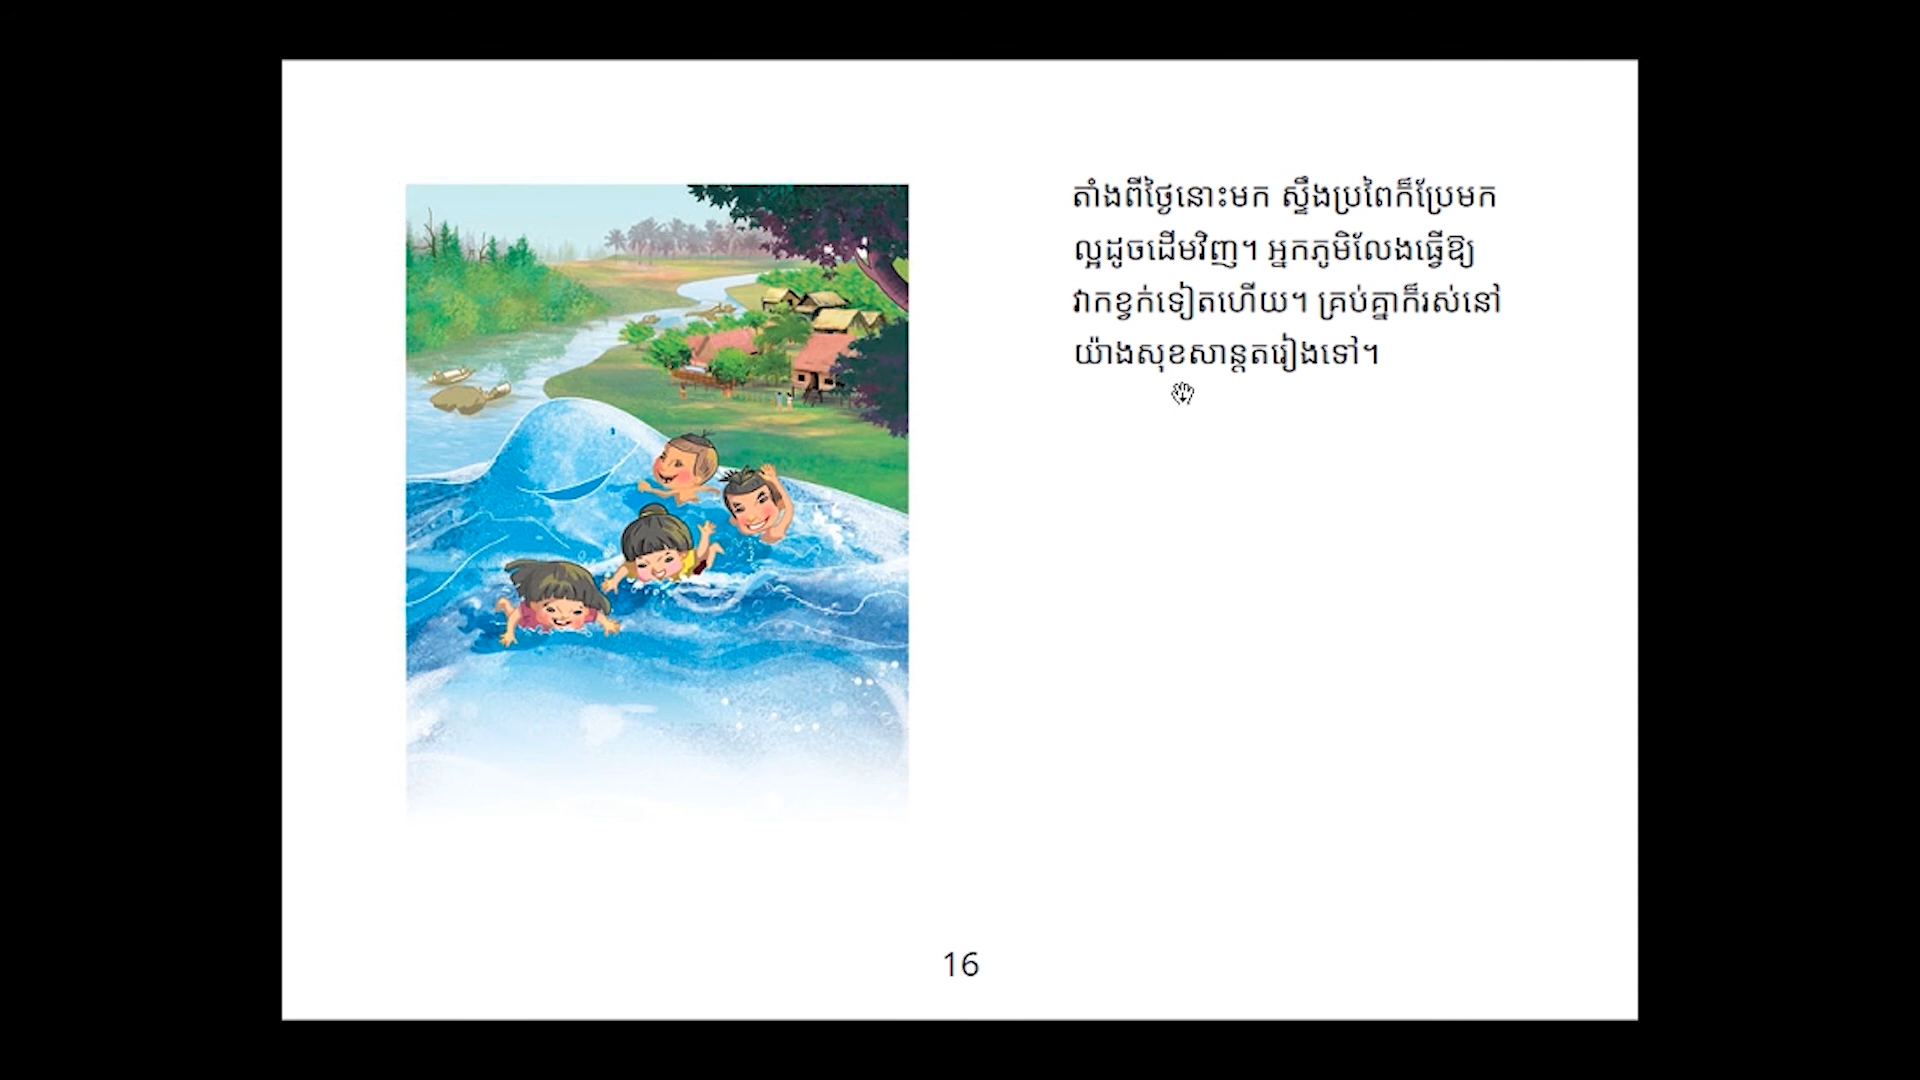 តាំងពីថ្ងៃនោះមក ស្ទឹងប្រពៃក៏ប្រែមក
ល្អដូចដើមវិញ។ អ្នកភូមិលែងធ្វើឱ្យ
វាកខ្វក់ទៀតហើយ។ គ្រប់គ្នាក៏រស់នៅ
យ៉ាងសុខសាន្តតរៀងទៅ។
16